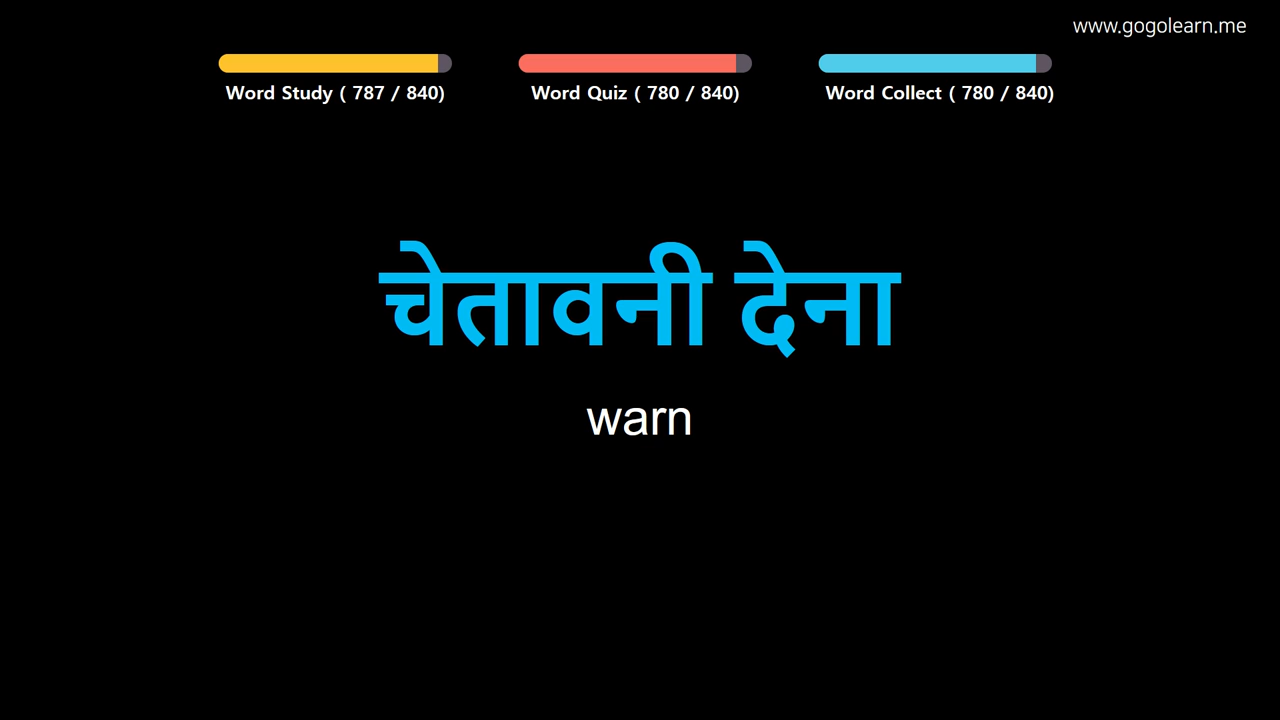 www.gogolearn.me
Word Study ( 787 / 840)
Word Quiz ( 780 / 840)
Word Collect ( 780 / 840)
चेतावनी देना
warn